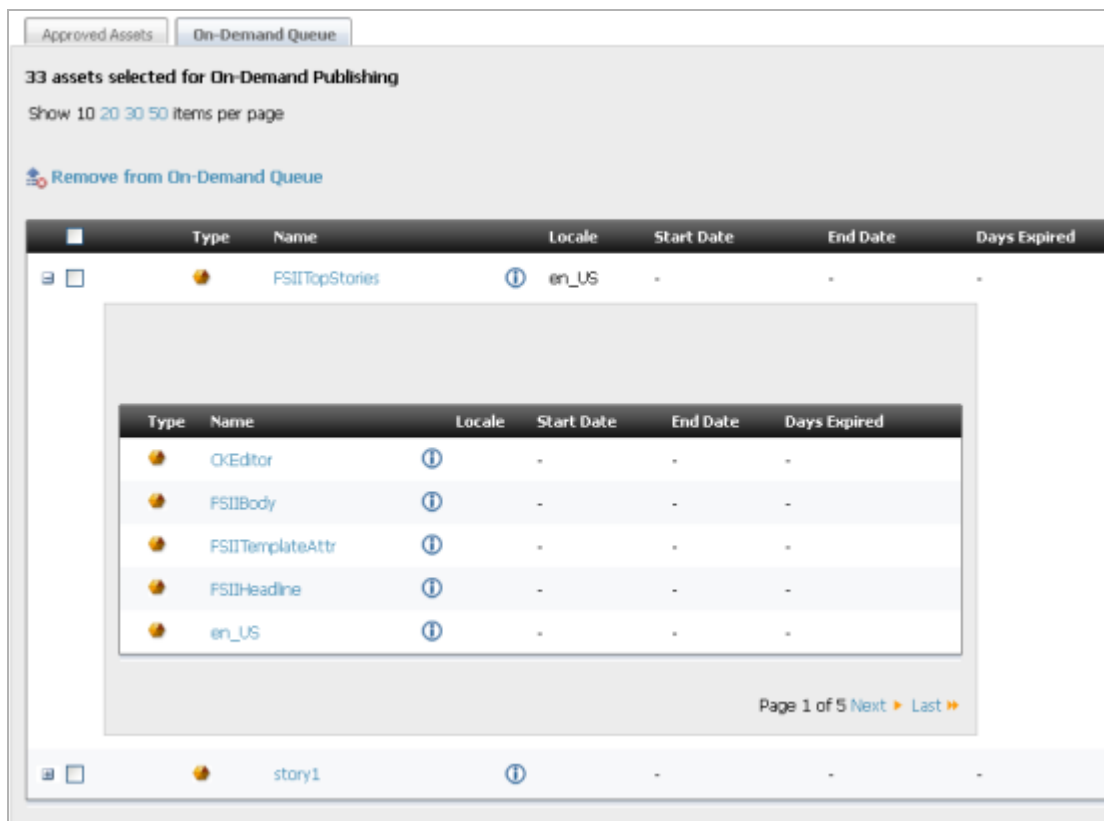 Approved Assets On-Demand Queue
33 assets selected for On-Demand Publishing
Show 10 20 30 50 items per page
Remove from On-Demand Queue
Type Name Locale Start Date End Date Days Expired
FSIITopStories en_US - - -
Type Name Locale Start Date End Date Days Expired
CKEditor - - -
FSIIBody - - -
FSIITemplateAttr - - -
FSIIHeadline - - -
en_US - - -
Page 1 of 5 Next Last
story1 - - -